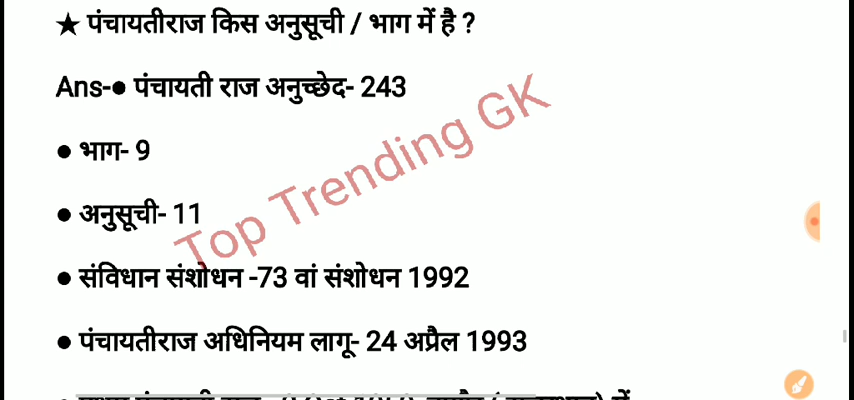 ★ पंचायतीराज किस अनुसूची / भाग में है ?
Ans-● पंचायती राज अनुच्छेद- 243
● भाग- 9
● अनुसूची- 11
● संविधान संशोधन -73 वां संशोधन 1992
● पंचायतीराज अधिनियम लागू- 24 अप्रैल 1993
Top Trending GK